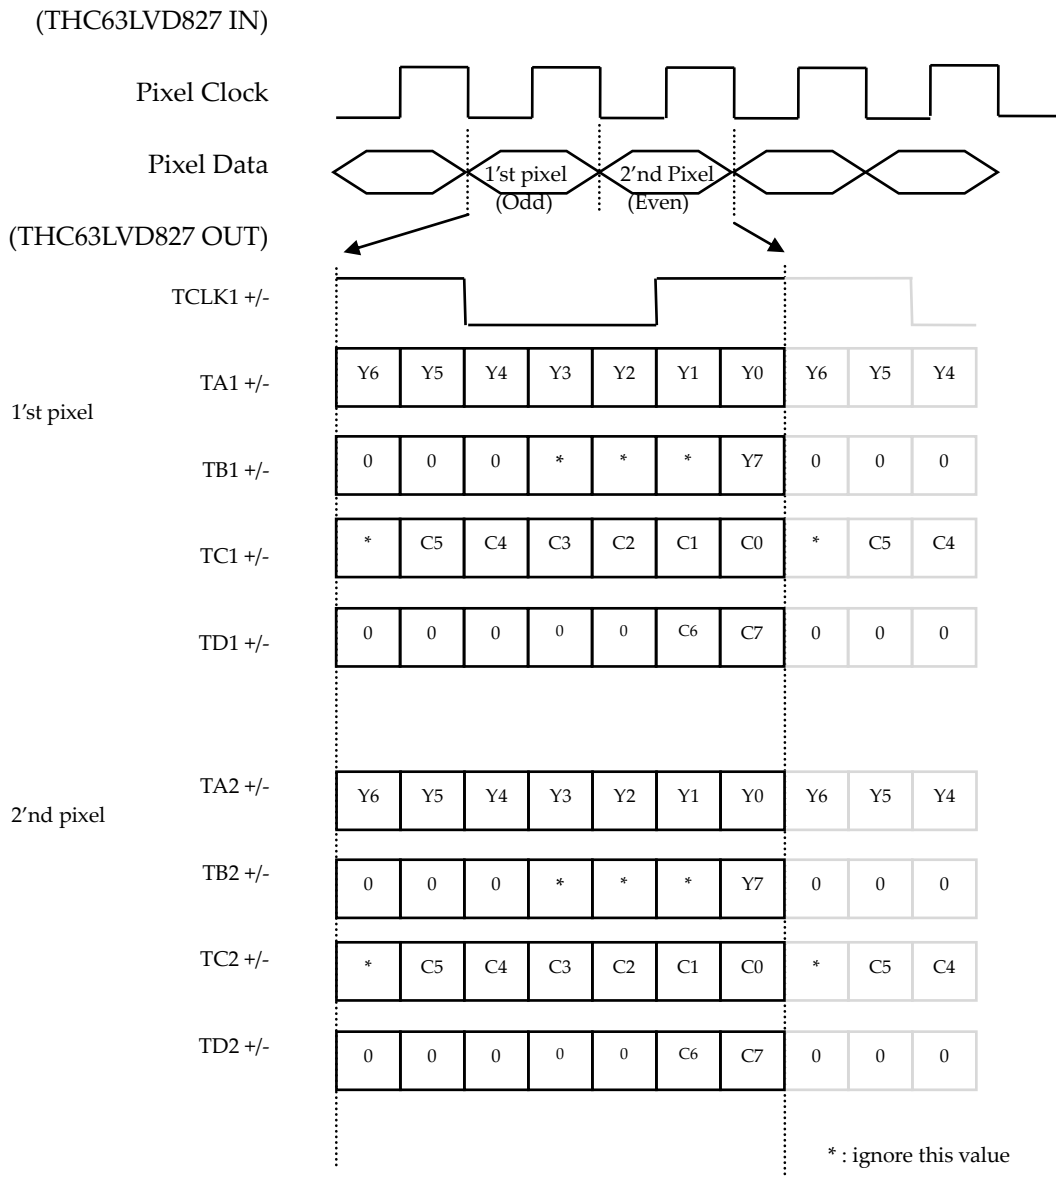 (THC63LVD827 IN)
Pixel Clock
Pixel Data
1’st pixel
(Odd)
2’nd Pixel
(Even)
(THC63LVD827 OUT)
TCLK1 +/-
TA1 +/- Y6 Y5 Y4 Y3 Y2 Y1 Y0 Y6 Y5 Y4
1’st pixel
TB1 +/- 0 0 0 * * * Y7 0 0 0
TC1 +/- * C5 C4 C3 C2 C1 C0 * C5 C4
TD1 +/- 0 0 0 0 0 C6 C7 0 0 0
TA2 +/- Y6 Y5 Y4 Y3 Y2 Y1 Y0 Y6 Y5 Y4
2’nd pixel
TB2 +/- 0 0 0 * * * Y7 0 0 0
TC2 +/- * C5 C4 C3 C2 C1 C0 * C5 C4
TD2 +/- 0 0 0 0 0 C6 C7 0 0 0
* : ignore this value